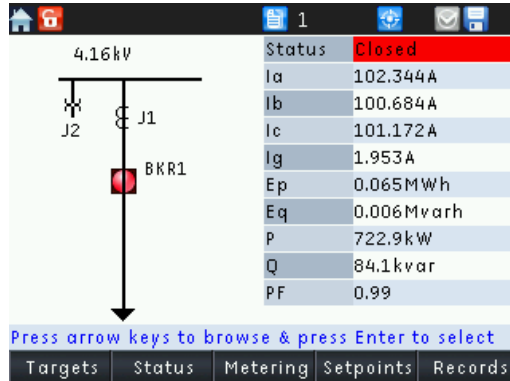 6 1
4.16kV
J2
J1
BKR1
Status Closed
Ia 102.344A
Ib 100.684A
Ic 101.172A
Ig 1.953A
Ep 0.065MWh
Eq 0.006Mvarh
P 722.9kW
Q 84.1kvar
PF 0.99
Press arrow keys to browse & press Enter to select
Targets Status Metering Setpoints Records